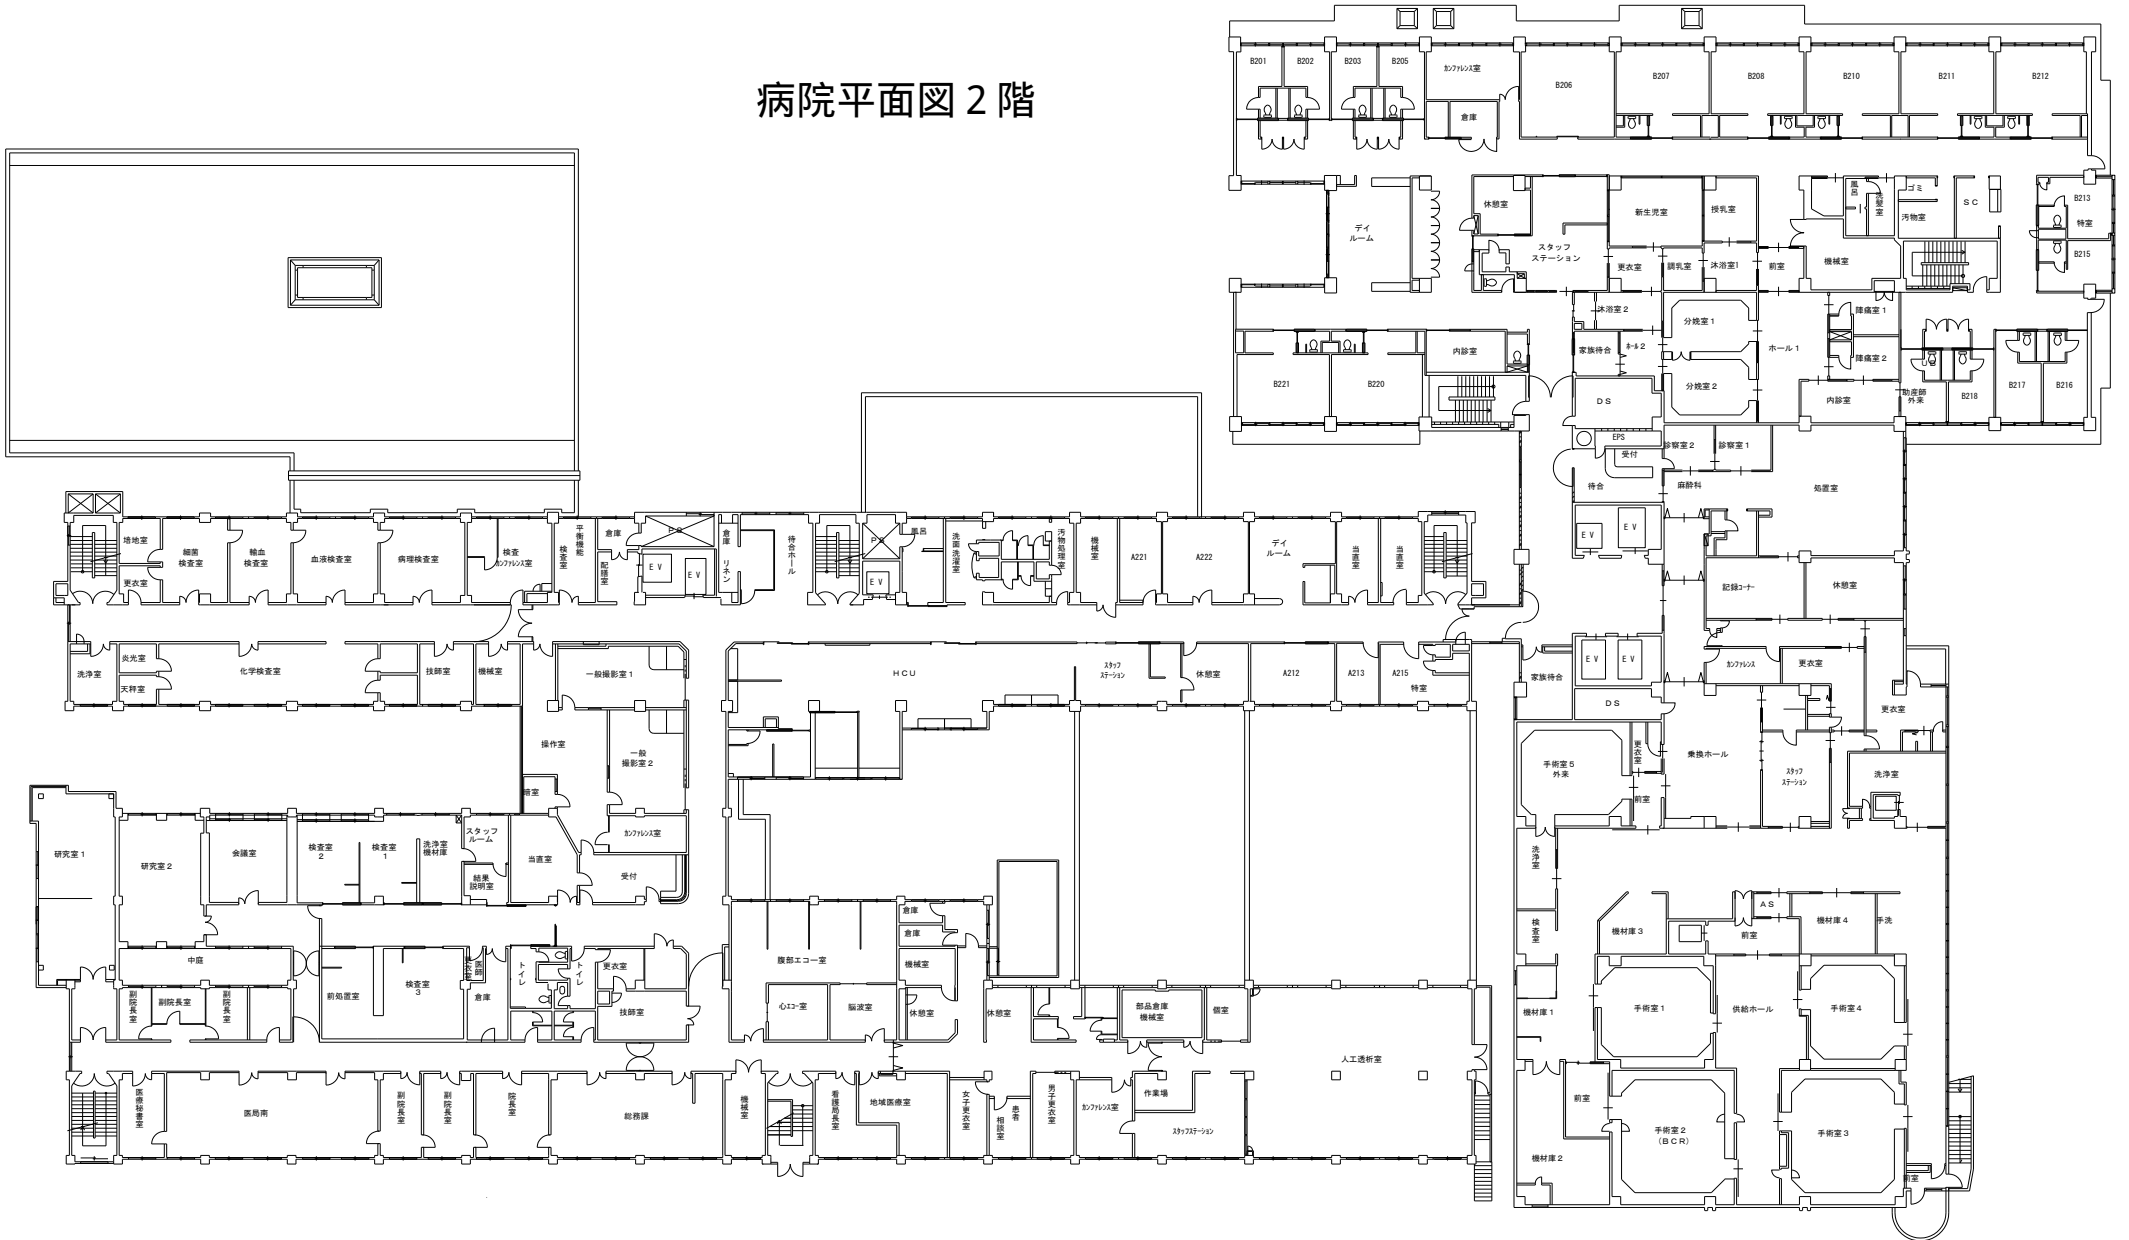 病院平面図２階
B201
B202
B203
B205
ｶﾝﾌｧﾚﾝｽ室
倉庫
B206
B207
B208
B210
B211
B212
デイ
ルーム
休憩室
スタッフ
ステーション
新生児室
授乳室
更衣室
調乳室
沐浴室1
前室
風呂
洗髪室
ゴミ
汚物室
ＳＣ
機械室
B213
特室
B215
沐浴室２
家族待合
ﾎｰﾙ２
分娩室１
分娩室２
ホール１
陣痛室１
陣痛室２
内診室
助産師
外来
B218
B217
B216
B221
B220
内診室
ＤＳ
EPS
受付
待合
診察室２
診察室１
麻酔科
処置室
ＥＶ
ＥＶ
記録ｺｰﾅｰ
休憩室
培地室
更衣室
細菌
検査室
輸血
検査室
血液検査室
病理検査室
検査
ｶﾝﾌｧﾚﾝｽ室
平衡機能
検査室
倉庫
配膳室
ＰＳ
ＥＶ
ＥＶ
倉庫
リネン
待合ホール
ＰＳ
ＥＶ
風呂
洗面洗濯室
汚物処理室
機械室
A221
A222
デイ
ルーム
当直室
当直室
洗浄室
炎光室
天秤室
化学検査室
技師室
機械室
一般撮影室１
操作室
一般
撮影室２
暗室
ｶﾝﾌｧﾚﾝｽ室
受付
当直室
ＨＣＵ
ｽﾀｯﾌ
ｽﾃｰｼｮﾝ
休憩室
A212
A213
A215
特室
家族待合
ＥＶ
ＥＶ
ＤＳ
ｶﾝﾌｧﾚﾝｽ
更衣室
更衣室
手術室５
外来
更衣室
前室
乗換ホール
ｽﾀｯﾌ
ｽﾃｰｼｮﾝ
洗浄室
研究室１
研究室２
会議室
検査室
２
検査室
１
洗浄室
機材庫
スタッフ
ルーム
結果
説明室
中庭
副院長室
副院長室
副院長室
前処置室
検査室
３
医師
更衣室
倉庫
トイレ
トイレ
更衣室
技師室
腹部エコー室
心ｴｺｰ室
脳波室
倉庫
倉庫
機械室
休憩室
休憩室
部品倉庫
機械室
個室
人工透析室
医療秘書室
医局南
副院長室
副院長室
院長室
総務課
機械室
看護局長室
地域医療室
女子更衣室
患者
相談室
男子更衣室
ｶﾝﾌｧﾚﾝｽ室
作業場
ｽﾀｯﾌｽﾃｰｼｮﾝ
洗浄室
検査室
機材庫１
機材庫３
ＡＳ
前室
機材庫４
手洗
手術室１
供給ホール
手術室４
前室
機材庫２
手術室２
（ＢＣＲ）
手術室３
前室